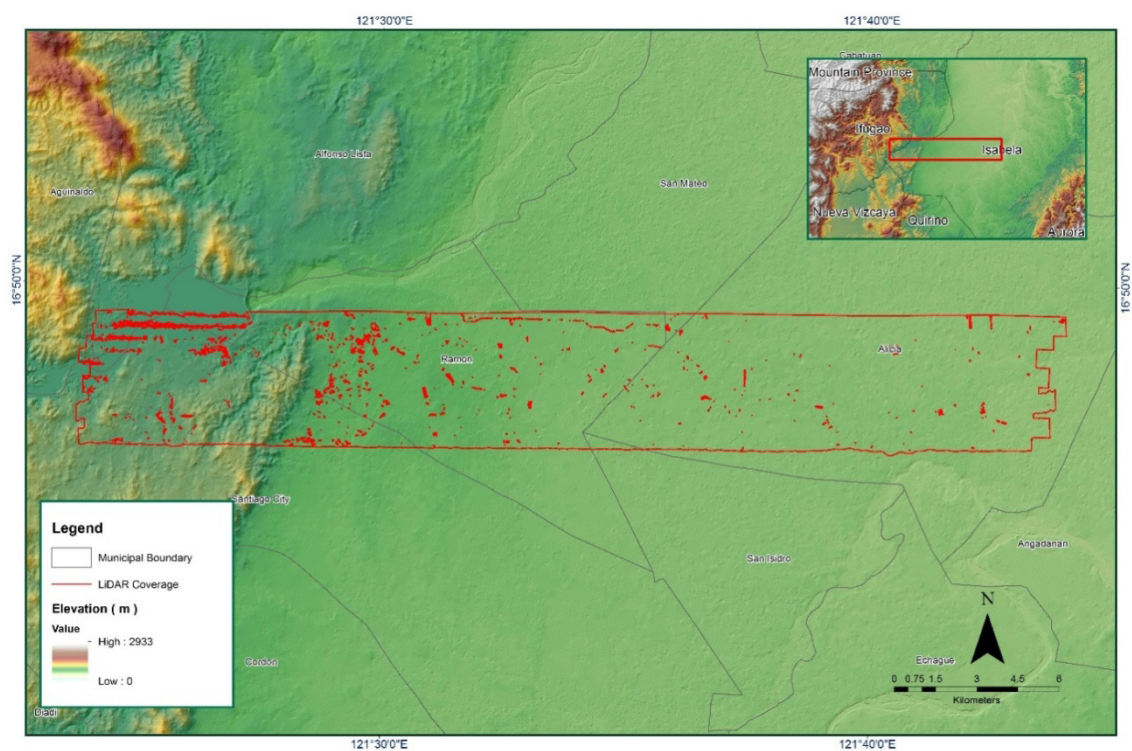 121°30'0"E
121°40'0"E
Cabatuan
Mountain Province
Ifugao
Isabela
Nueva Vizcaya
Quirino
Aurora
Alfonso Lista
Aguinaldo
San Mateo
16°50'0"N
16°50'0"N
Ramon
Alicia
Santiago City
San Isidro
Angadanan
Echague
Cordon
Diadi
Legend
Municipal Boundary
LiDAR Coverage
Elevation ( m )
Value
High : 2933
Low : 0
N
0 0.75 1.5 3 4.5 6
Kilometers
121°30'0"E
121°40'0"E